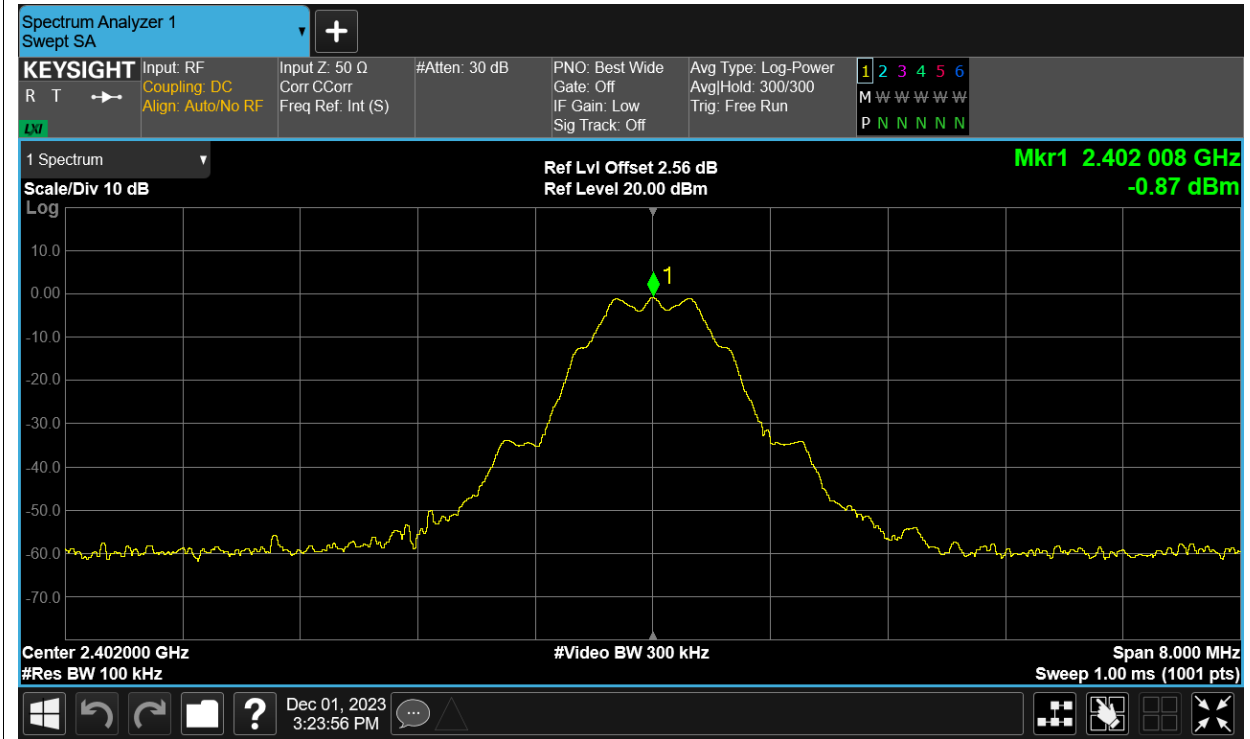 Spectrum Analyzer 1
Swept SA
+
KEYSIGHT
R T
LXI
Input: RF
Coupling: DC
Align: Auto/No RF
Input Z: 50 Ω
Corr CCorr
Freq Ref: Int (S)
#Atten: 30 dB
PNO: Best Wide
Gate: Off
IF Gain: Low
Sig Track: Off
Avg Type: Log-Power
Avg|Hold: 300/300
Trig: Free Run
1 2 3 4 5 6
M W W W W W
P N N N N N
1 Spectrum
Scale/Div 10 dB
Log
Ref Lvl Offset 2.56 dB
Ref Level 20.00 dBm
Mkr1 2.402 008 GHz
-0.87 dBm
10.0
0.00
-10.0
-20.0
-30.0
-40.0
-50.0
-60.0
-70.0
1
Center 2.402000 GHz
#Res BW 100 kHz
#Video BW 300 kHz
Span 8.000 MHz
Sweep 1.00 ms (1001 pts)
?
Dec 01, 2023
3:23:56 PM